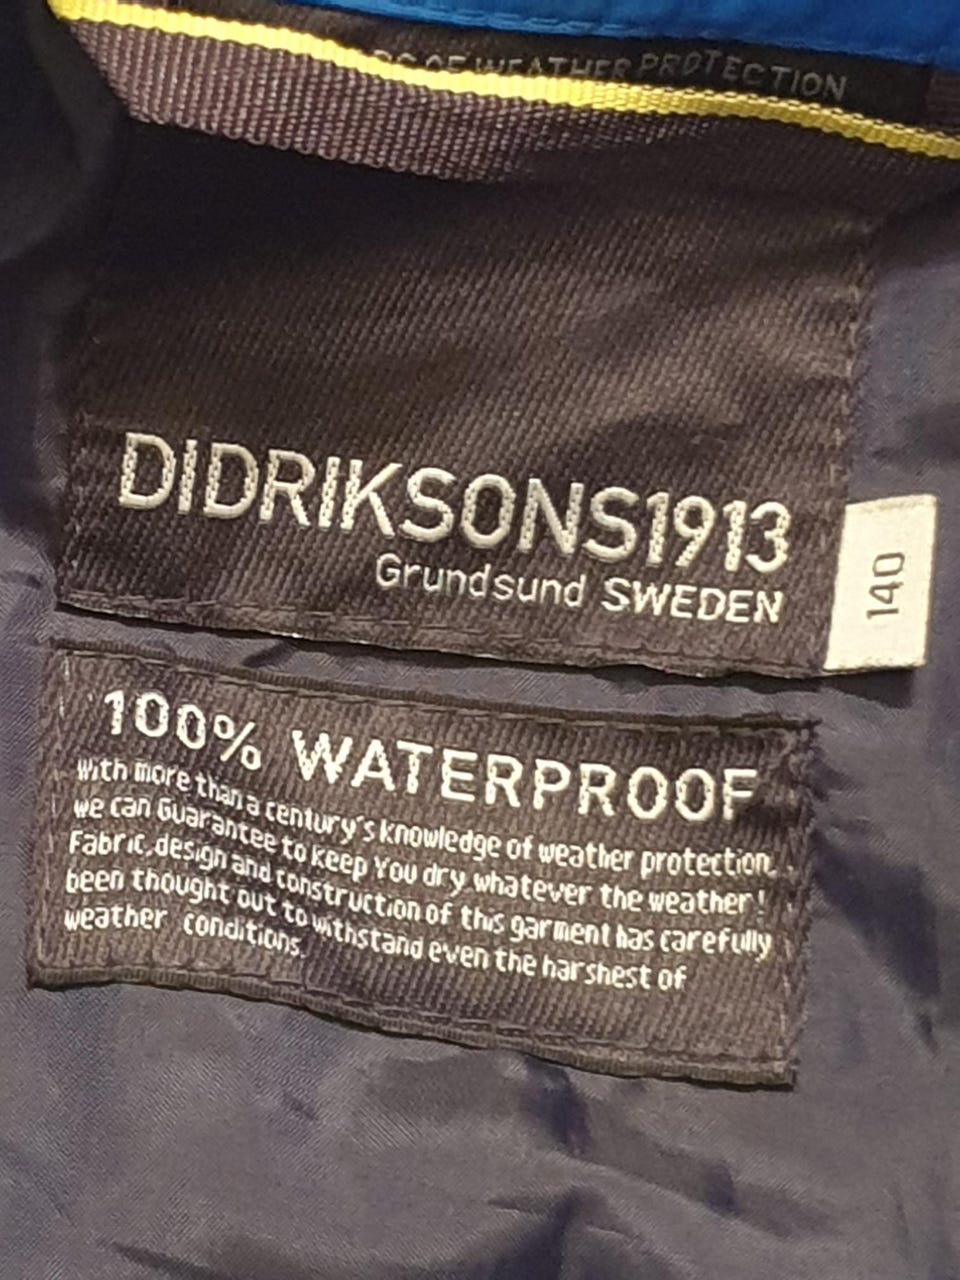 OF WEATHER PROTECTION
DIDRIKSONS1913
Grundsund SWEDEN
140
100% WATERPROOF
With more than a century's knowledge of weather protection,
we can Guarantee to keep You dry whatever the weather!
Fabric, design and construction of this garment has carefully
been thought out to withstand even the harshest of
weather conditions.